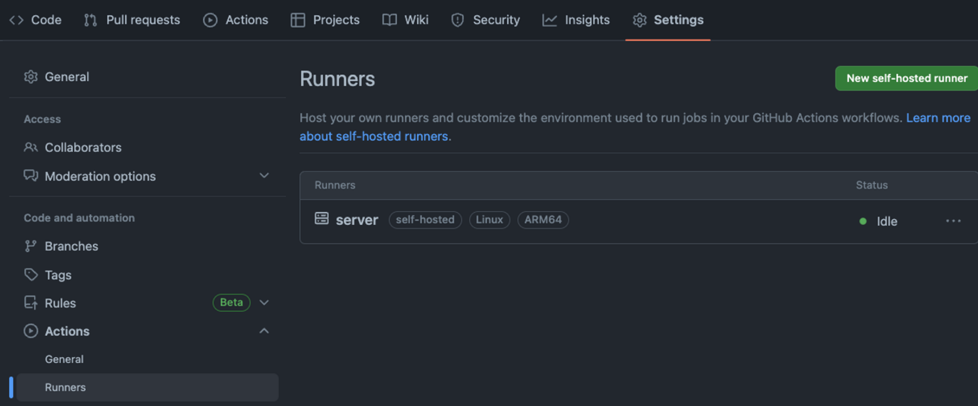 Code Pull requests Actions Projects Wiki Security Insights Settings
General
Access
Collaborators
Moderation options
Code and automation
Branches
Tags
Rules Beta
Actions
General
Runners
Runners New self-hosted runner
Host your own runners and customize the environment used to run jobs in your GitHub Actions workflows. Learn more
about self-hosted runners.
Runners Status
server self-hosted Linux ARM64 Idle